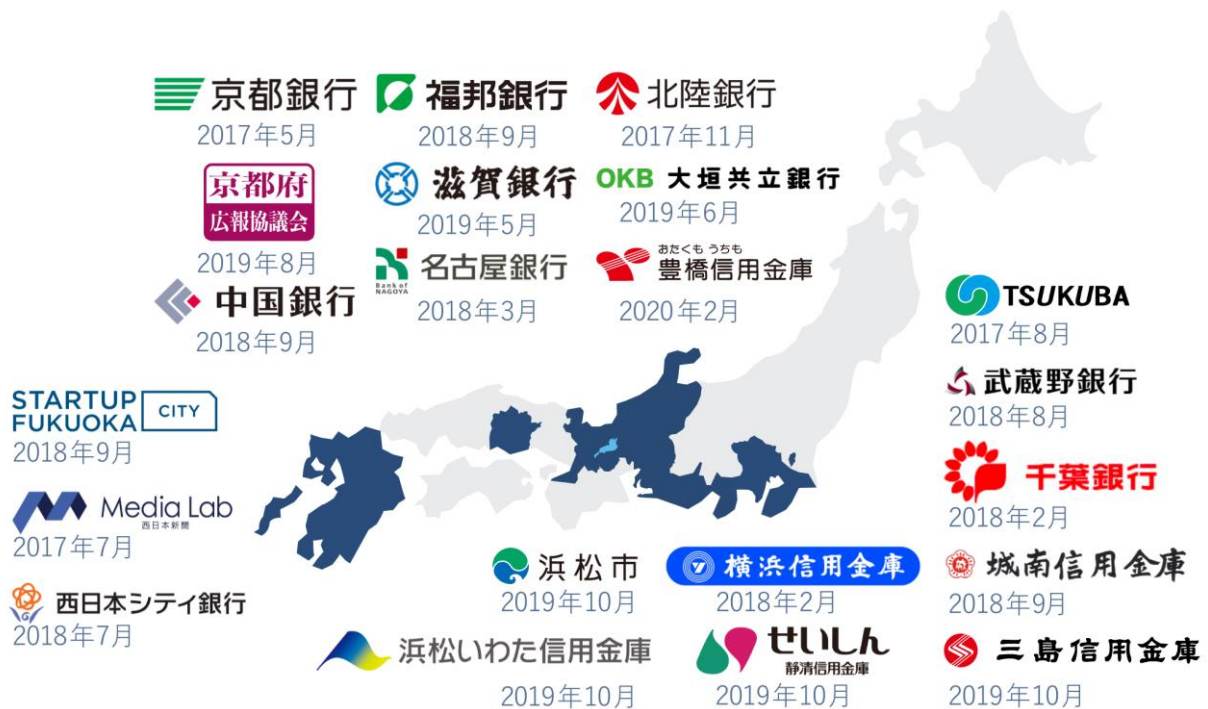 京都銀行
2017年5月
福邦銀行
2018年9月
北陸銀行
2017年11月
京都府
広報協議会
2019年8月
滋賀銀行
2019年5月
OKB 大垣共立銀行
2019年6月
中国銀行
2018年9月
Bank of
NAGOYA
名古屋銀行
2018年3月
おたくも うちも
豊橋信用金庫
2020年2月
TSUKUBA
2017年8月
武蔵野銀行
2018年8月
千葉銀行
2018年2月
STARTUP
FUKUOKA
CITY
2018年9月
Media Lab
西日本新聞
2017年7月
西日本シティ銀行
2018年7月
浜松市
2019年10月
横浜信用金庫
2018年2月
城南信用金庫
2018年9月
浜松いわた信用金庫
2019年10月
せいしん
静清信用金庫
2019年10月
三島信用金庫
2019年10月